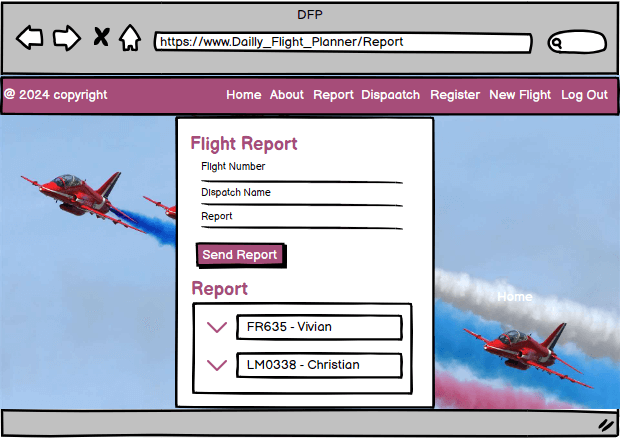 DFP
https://www.Dailly_Flight_Planner/Report
@ 2024 copyright Home About Report Dispaatch Register New Flight Log Out
Flight Report
Flight Number
Dispatch Name
Report
Send Report
Report
Home
FR635 - Vivian
LM0338 - Christian